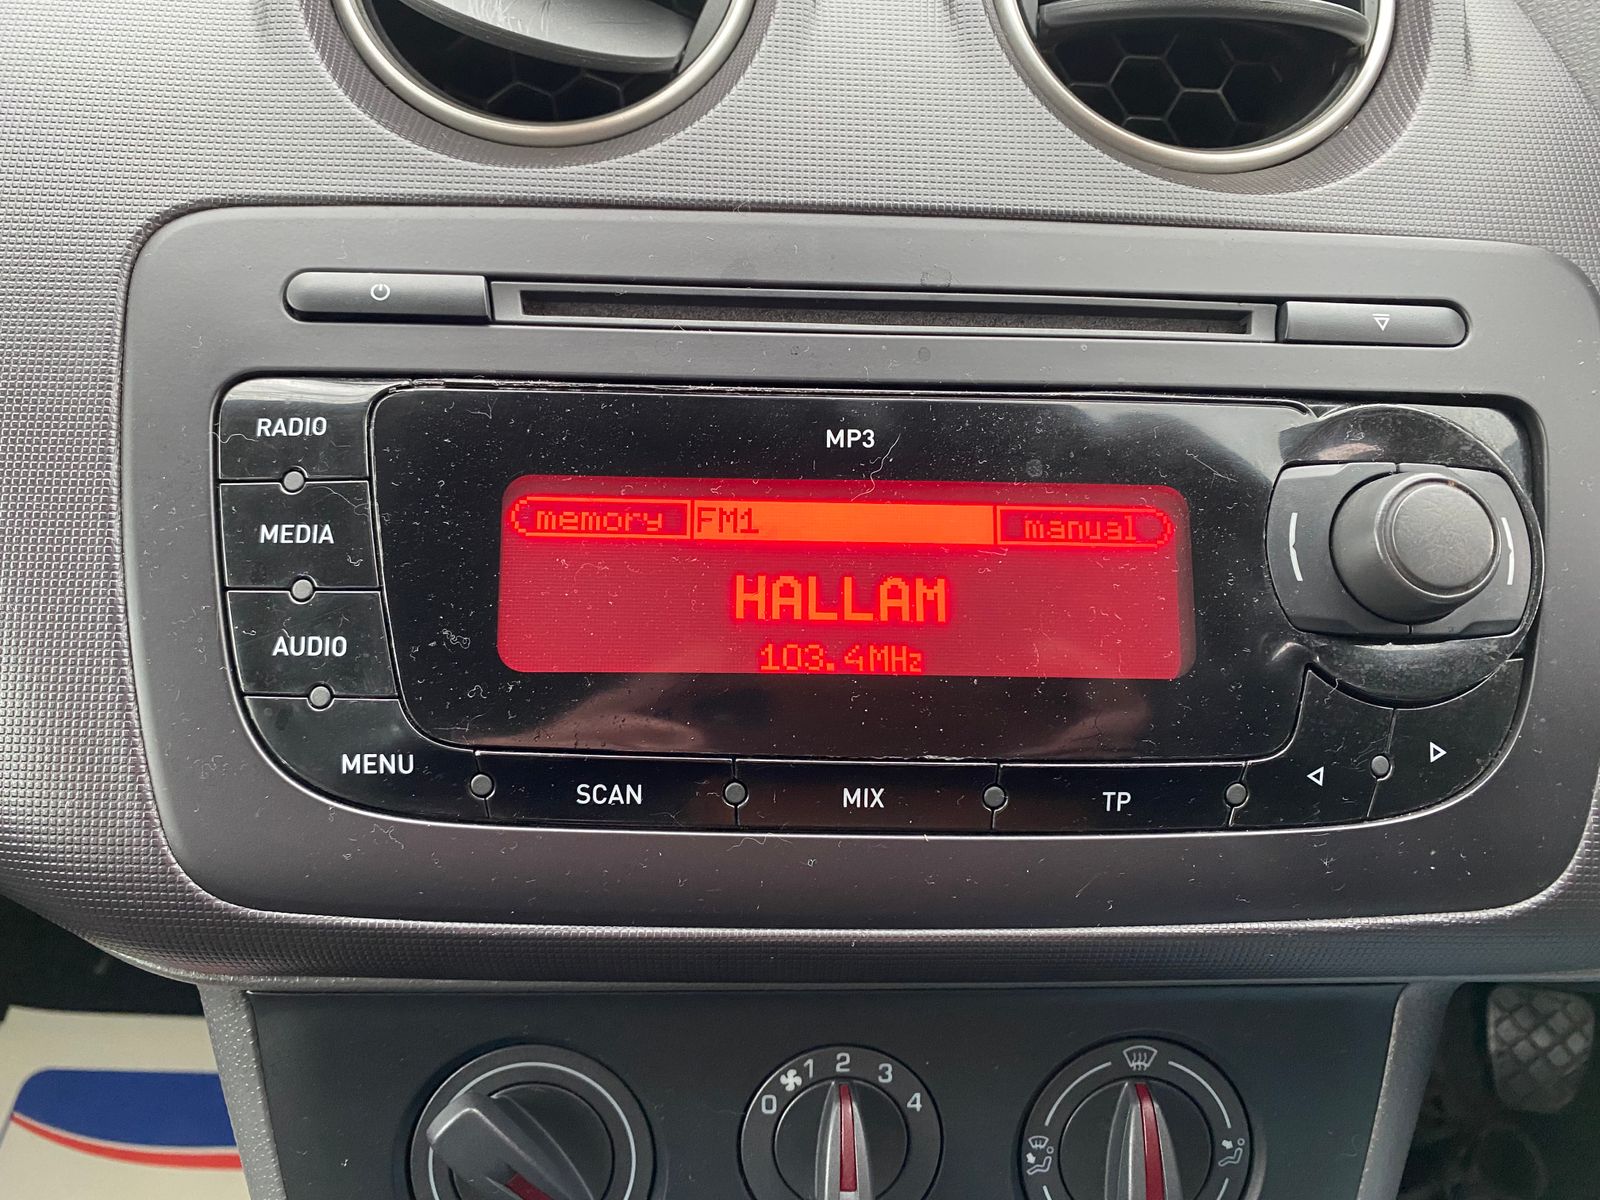 RADIO
MP3
memory FM1 manual
MEDIA
HALLAM
103.4MHz
AUDIO
MENU
SCAN MIX TP
0 1 2 3 4